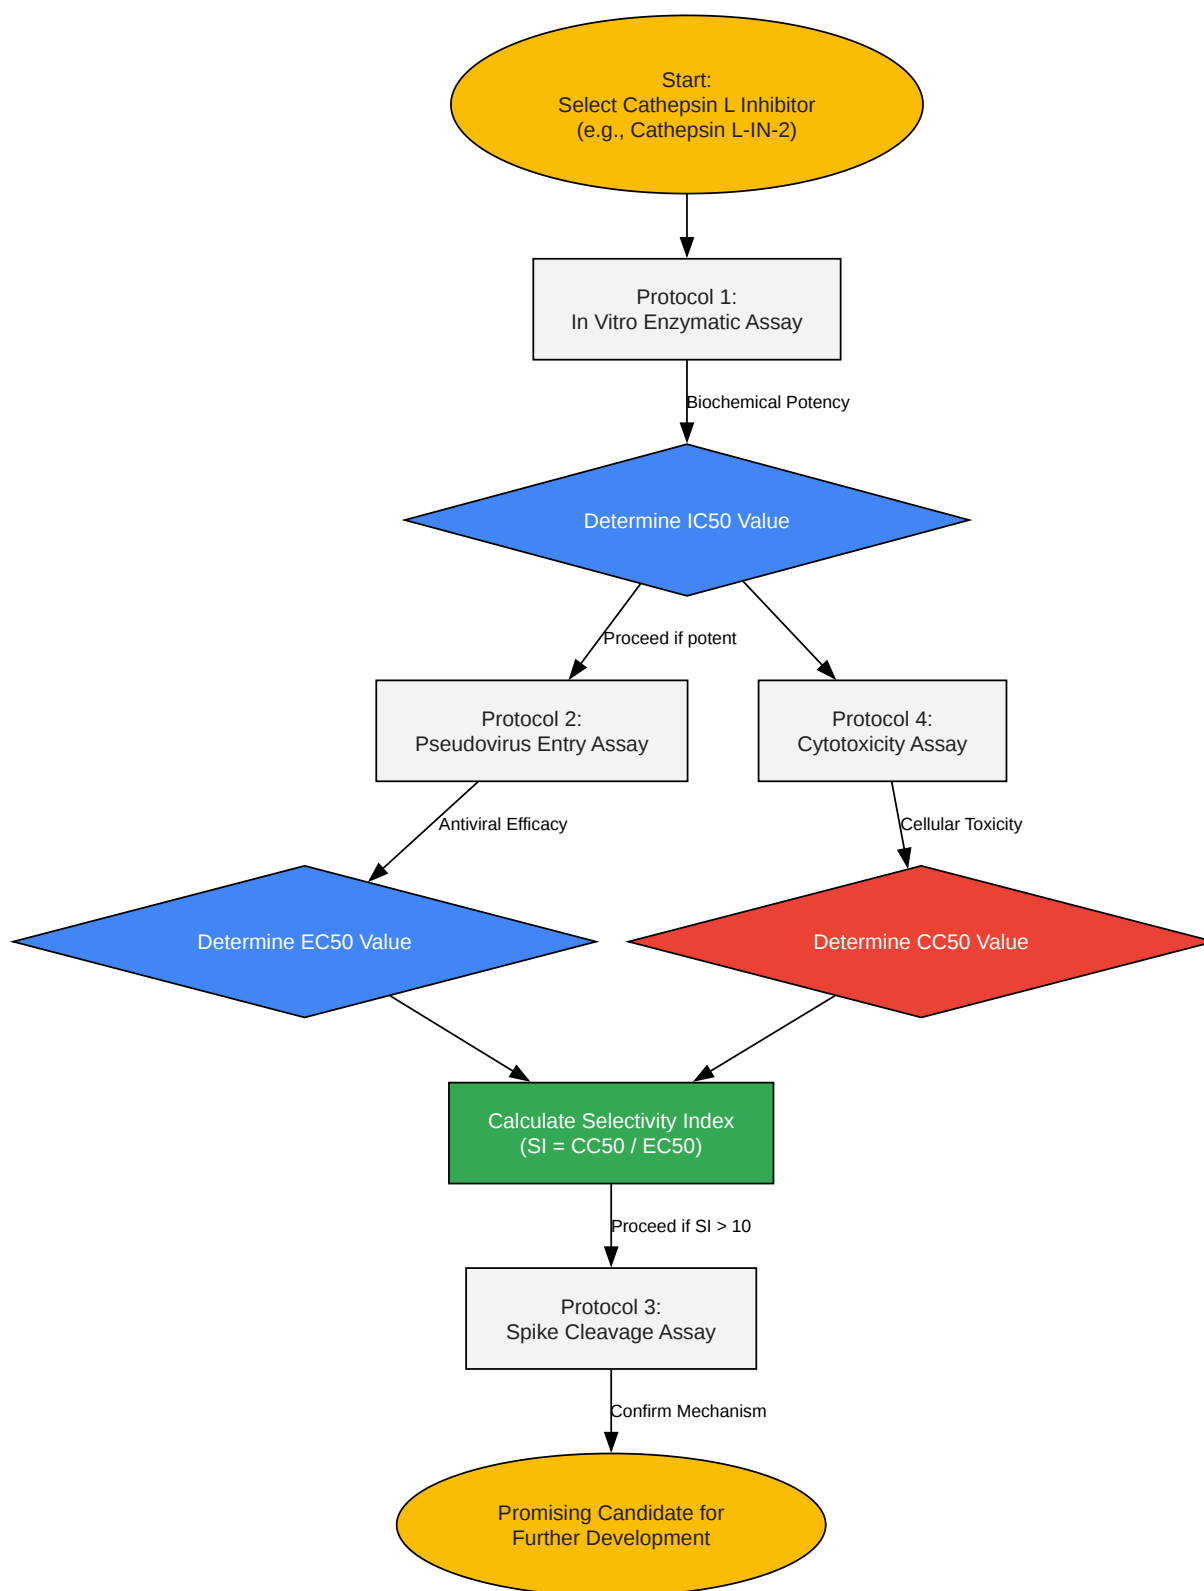 Start:
Select Cathepsin L Inhibitor
(e.g., Cathepsin L-IN-2)
Protocol 1:
In Vitro Enzymatic Assay
Biochemical Potency
Determine IC50 Value
Proceed if potent
Protocol 2:
Pseudovirus Entry Assay
Protocol 4:
Cytotoxicity Assay
Antiviral Efficacy
Cellular Toxicity
Determine EC50 Value
Determine CC50 Value
Calculate Selectivity Index
(SI = CC50 / EC50)
Proceed if SI > 10
Protocol 3:
Spike Cleavage Assay
Confirm Mechanism
Promising Candidate for
Further Development